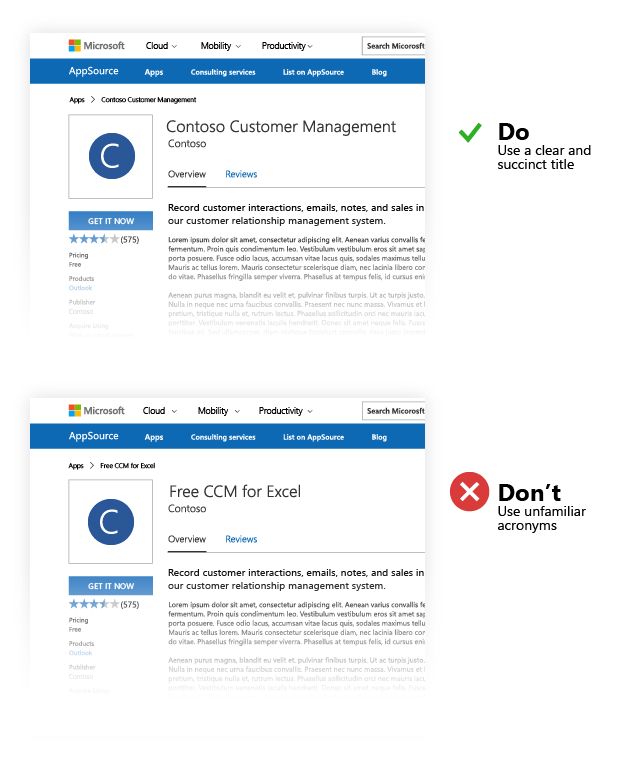 Microsoft Cloud Mobility Productivity Search Micorosft
AppSource Apps Consulting services List on AppSource Blog
Apps > Contoso Customer Management
C
Contoso Customer Management
Contoso
Overview Reviews
GET IT NOW
(575)
Pricing
Free
Products
Outlook
Publisher
Contoso
Acquire Using
Record customer interactions, emails, notes, and sales in
our customer relationship management system.
Lorem ipsum dolor sit amet, consectetur adipiscing elit. Aenean varius convallis fe
fermentum. Proin quis condimentum leo. Vestibulum vestibulum eros sit amet sap
porta posuere. Fusce odio lacus, accumsan vitae lacus quis, sodales maximus tellu
Mauris ac tellus lorem. Mauris consectetur scelerisque diam, nec lacinia libero con
do vitae. Phasellus fringilla semper viverra. Phasellus at tempus felis, id cursus eni
Aenean purus magna, blandit eu velit et, pulvinar finibus turpis. Ut ac turpis justo.
Nulla in neque nec urna faucibus convallis. Praesent nec nunc massa. Vivamus et l
pretium, tristique nulla et, rutrum lectus. Phasellus sollicitudin orci nec mauris iacu
porttitor. Vestibulum venenatis iaculis hendrerit. Donec sit amet neque felis. Fusce
Do
Use a clear and
succinct title
Microsoft Cloud Mobility Productivity Search Micorosft
AppSource Apps Consulting services List on AppSource Blog
Apps > Free CCM for Excel
C
Free CCM for Excel
Contoso
Overview Reviews
GET IT NOW
(575)
Pricing
Free
Products
Outlook
Publisher
Contoso
Acquire Using
Record customer interactions, emails, notes, and sales in
our customer relationship management system.
Lorem ipsum dolor sit amet, consectetur adipiscing elit. Aenean varius convallis fe
fermentum. Proin quis condimentum leo. Vestibulum vestibulum eros sit amet sap
porta posuere. Fusce odio lacus, accumsan vitae lacus quis, sodales maximus tellu
Mauris ac tellus lorem. Mauris consectetur scelerisque diam, nec lacinia libero con
do vitae. Phasellus fringilla semper viverra. Phasellus at tempus felis, id cursus eni
Aenean purus magna, blandit eu velit et, pulvinar finibus turpis. Ut ac turpis justo.
Nulla in neque nec urna faucibus convallis. Praesent nec nunc massa. Vivamus et l
pretium, tristique nulla et, rutrum lectus. Phasellus sollicitudin orci nec mauris iacu
porttitor. Vestibulum venenatis iaculis hendrerit. Donec sit amet neque felis. Fusce
Don't
Use unfamiliar
acronyms